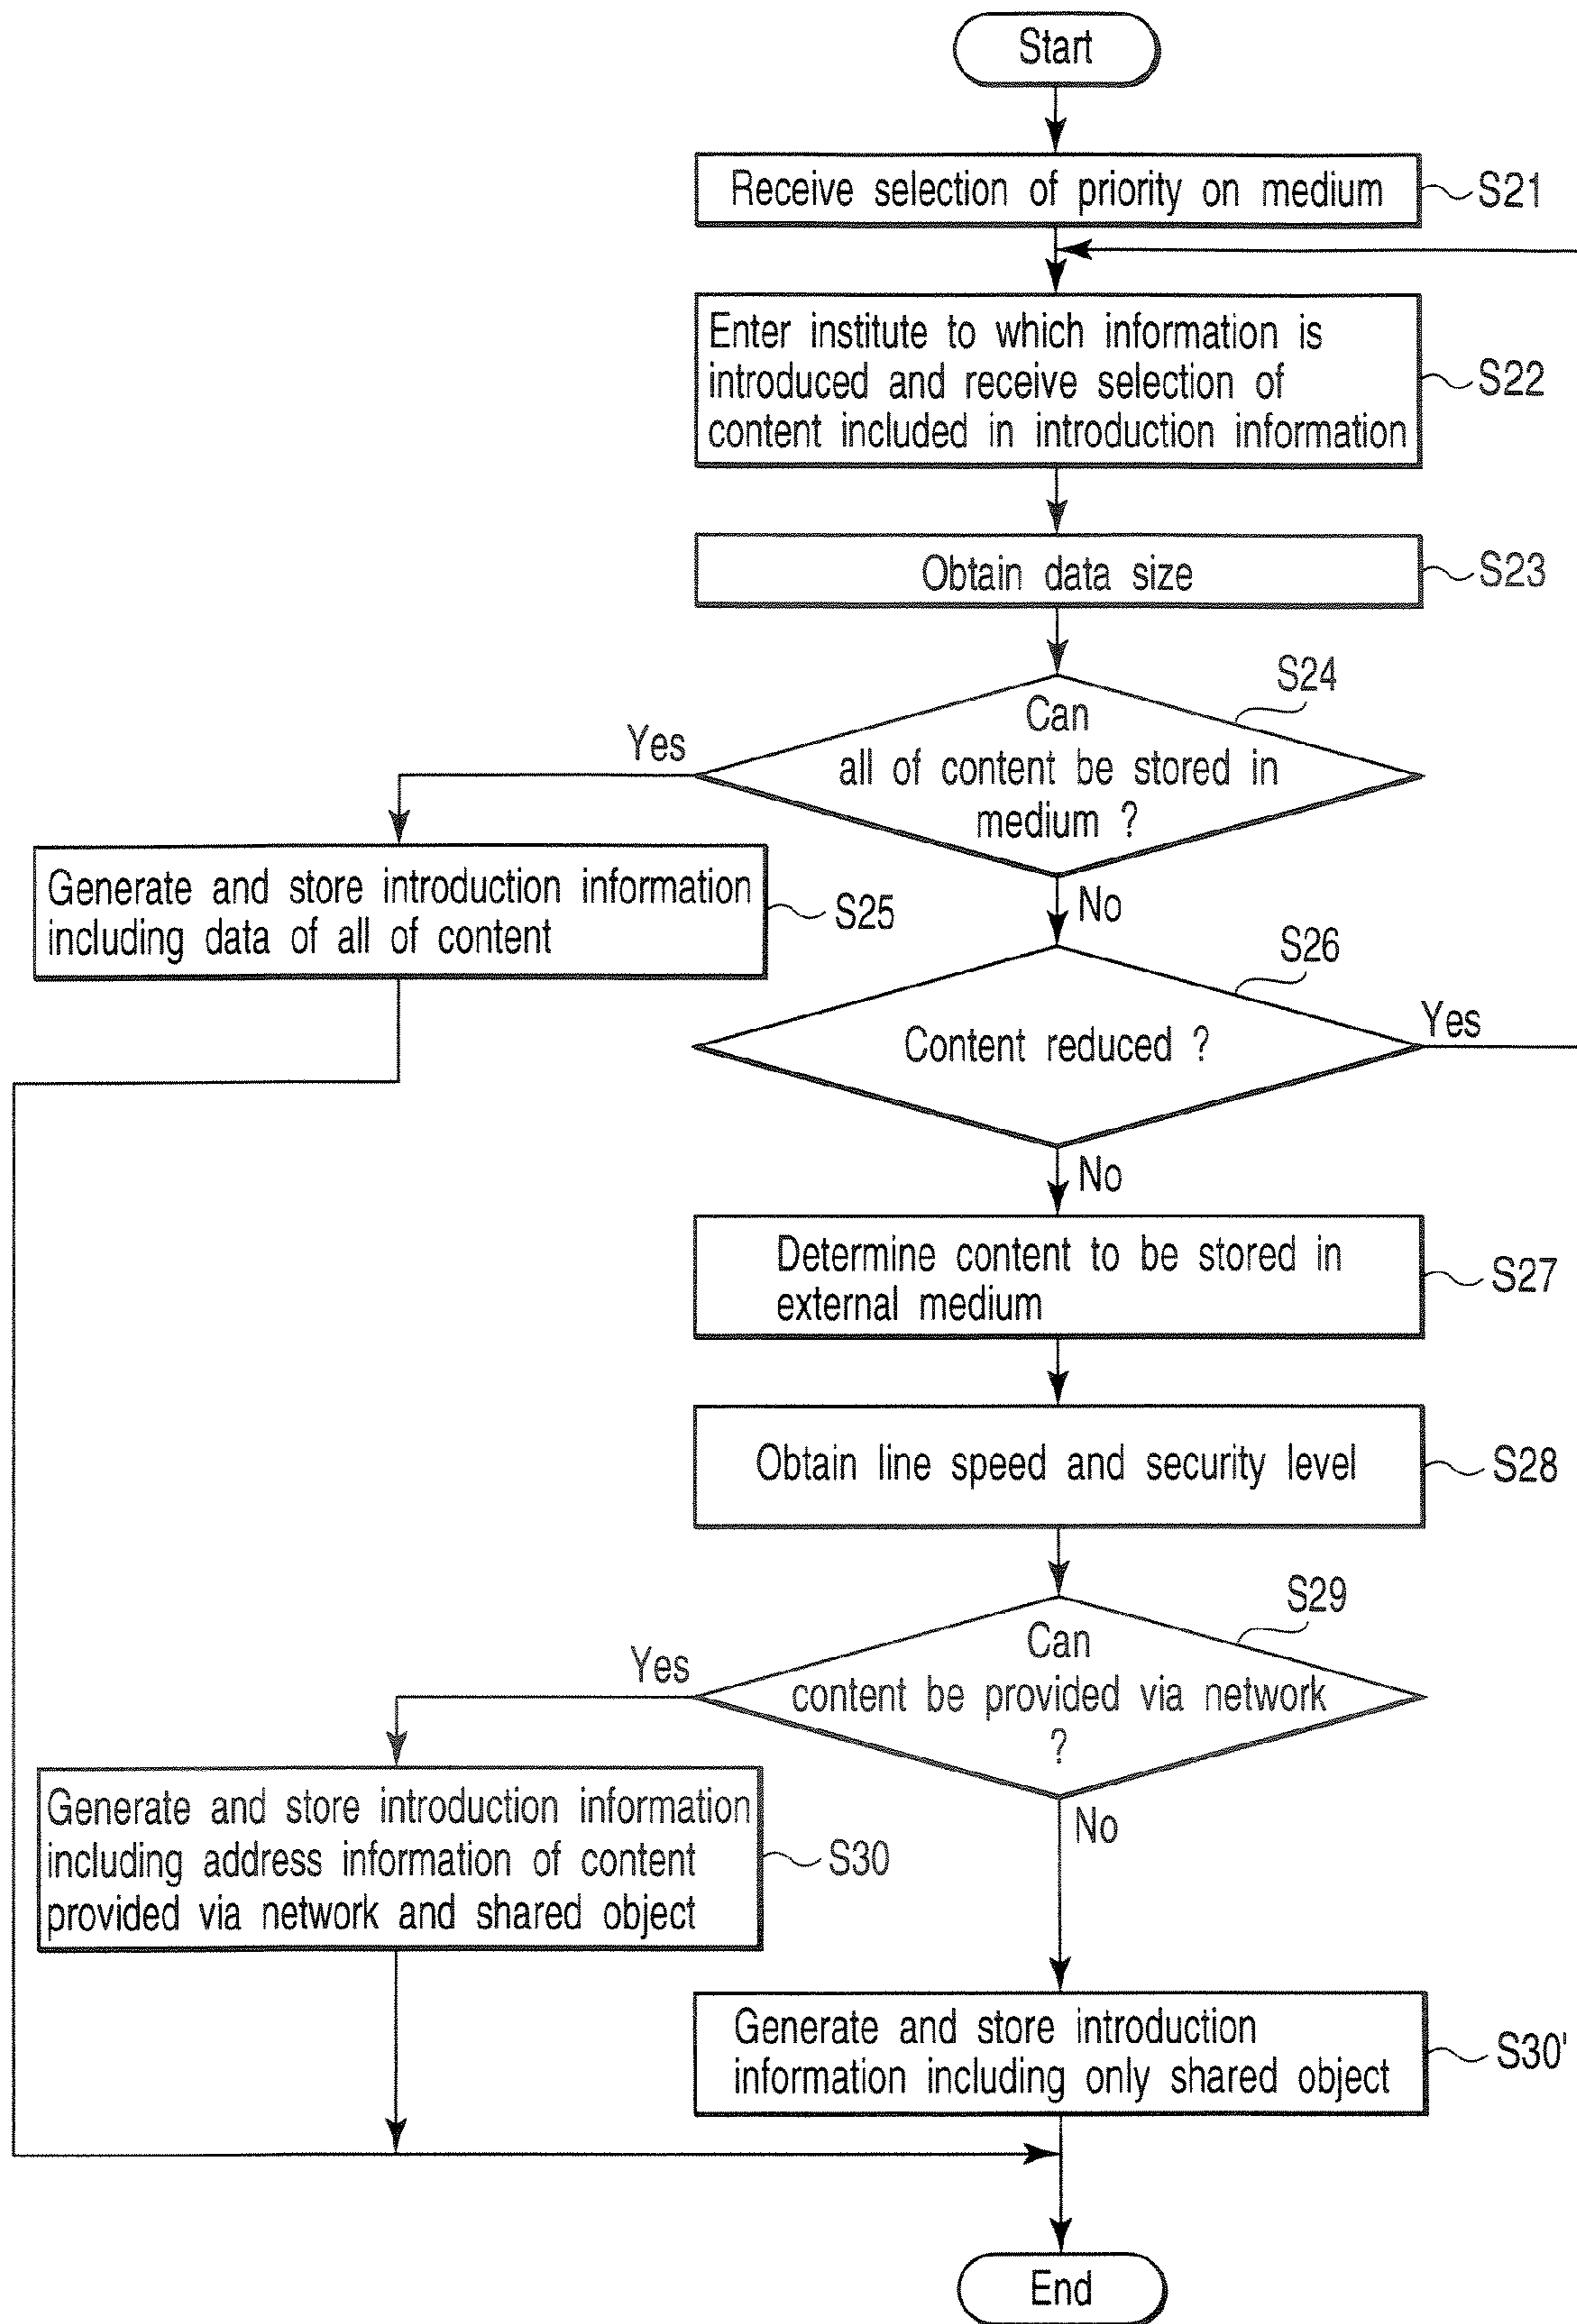 Start
Receive selection of priority on medium
S21
Enter institute to which information is
introduced and receive selection of
content included in introduction information
S22
Obtain data size
S23
S24
Can
all of content be stored in
medium ?
Yes
No
Generate and store introduction information
including data of all of content
S25
S26
Content reduced ?
Yes
No
Determine content to be stored in
external medium
S27
Obtain line speed and security level
S28
S29
Can
content be provided via network
?
Yes
No
Generate and store introduction information
including address information of content
provided via network and shared object
S30
Generate and store introduction
information including only shared object
S30'
End